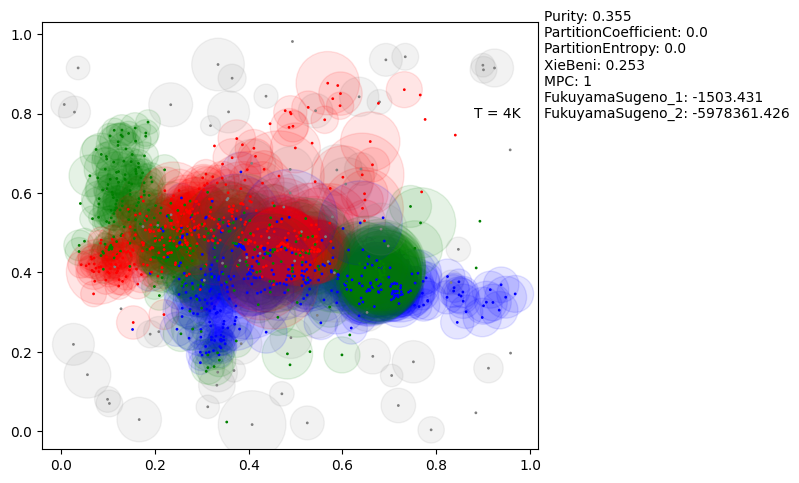 Purity: 0.355
PartitionCoefficient: 0.0
PartitionEntropy: 0.0
XieBeni: 0.253
MPC: 1
FukuyamaSugeno_1: -1503.431
FukuyamaSugeno_2: -5978361.426
T = 4K
1.0
0.8
0.6
0.4
0.2
0.0
0.0 0.2 0.4 0.6 0.8 1.0